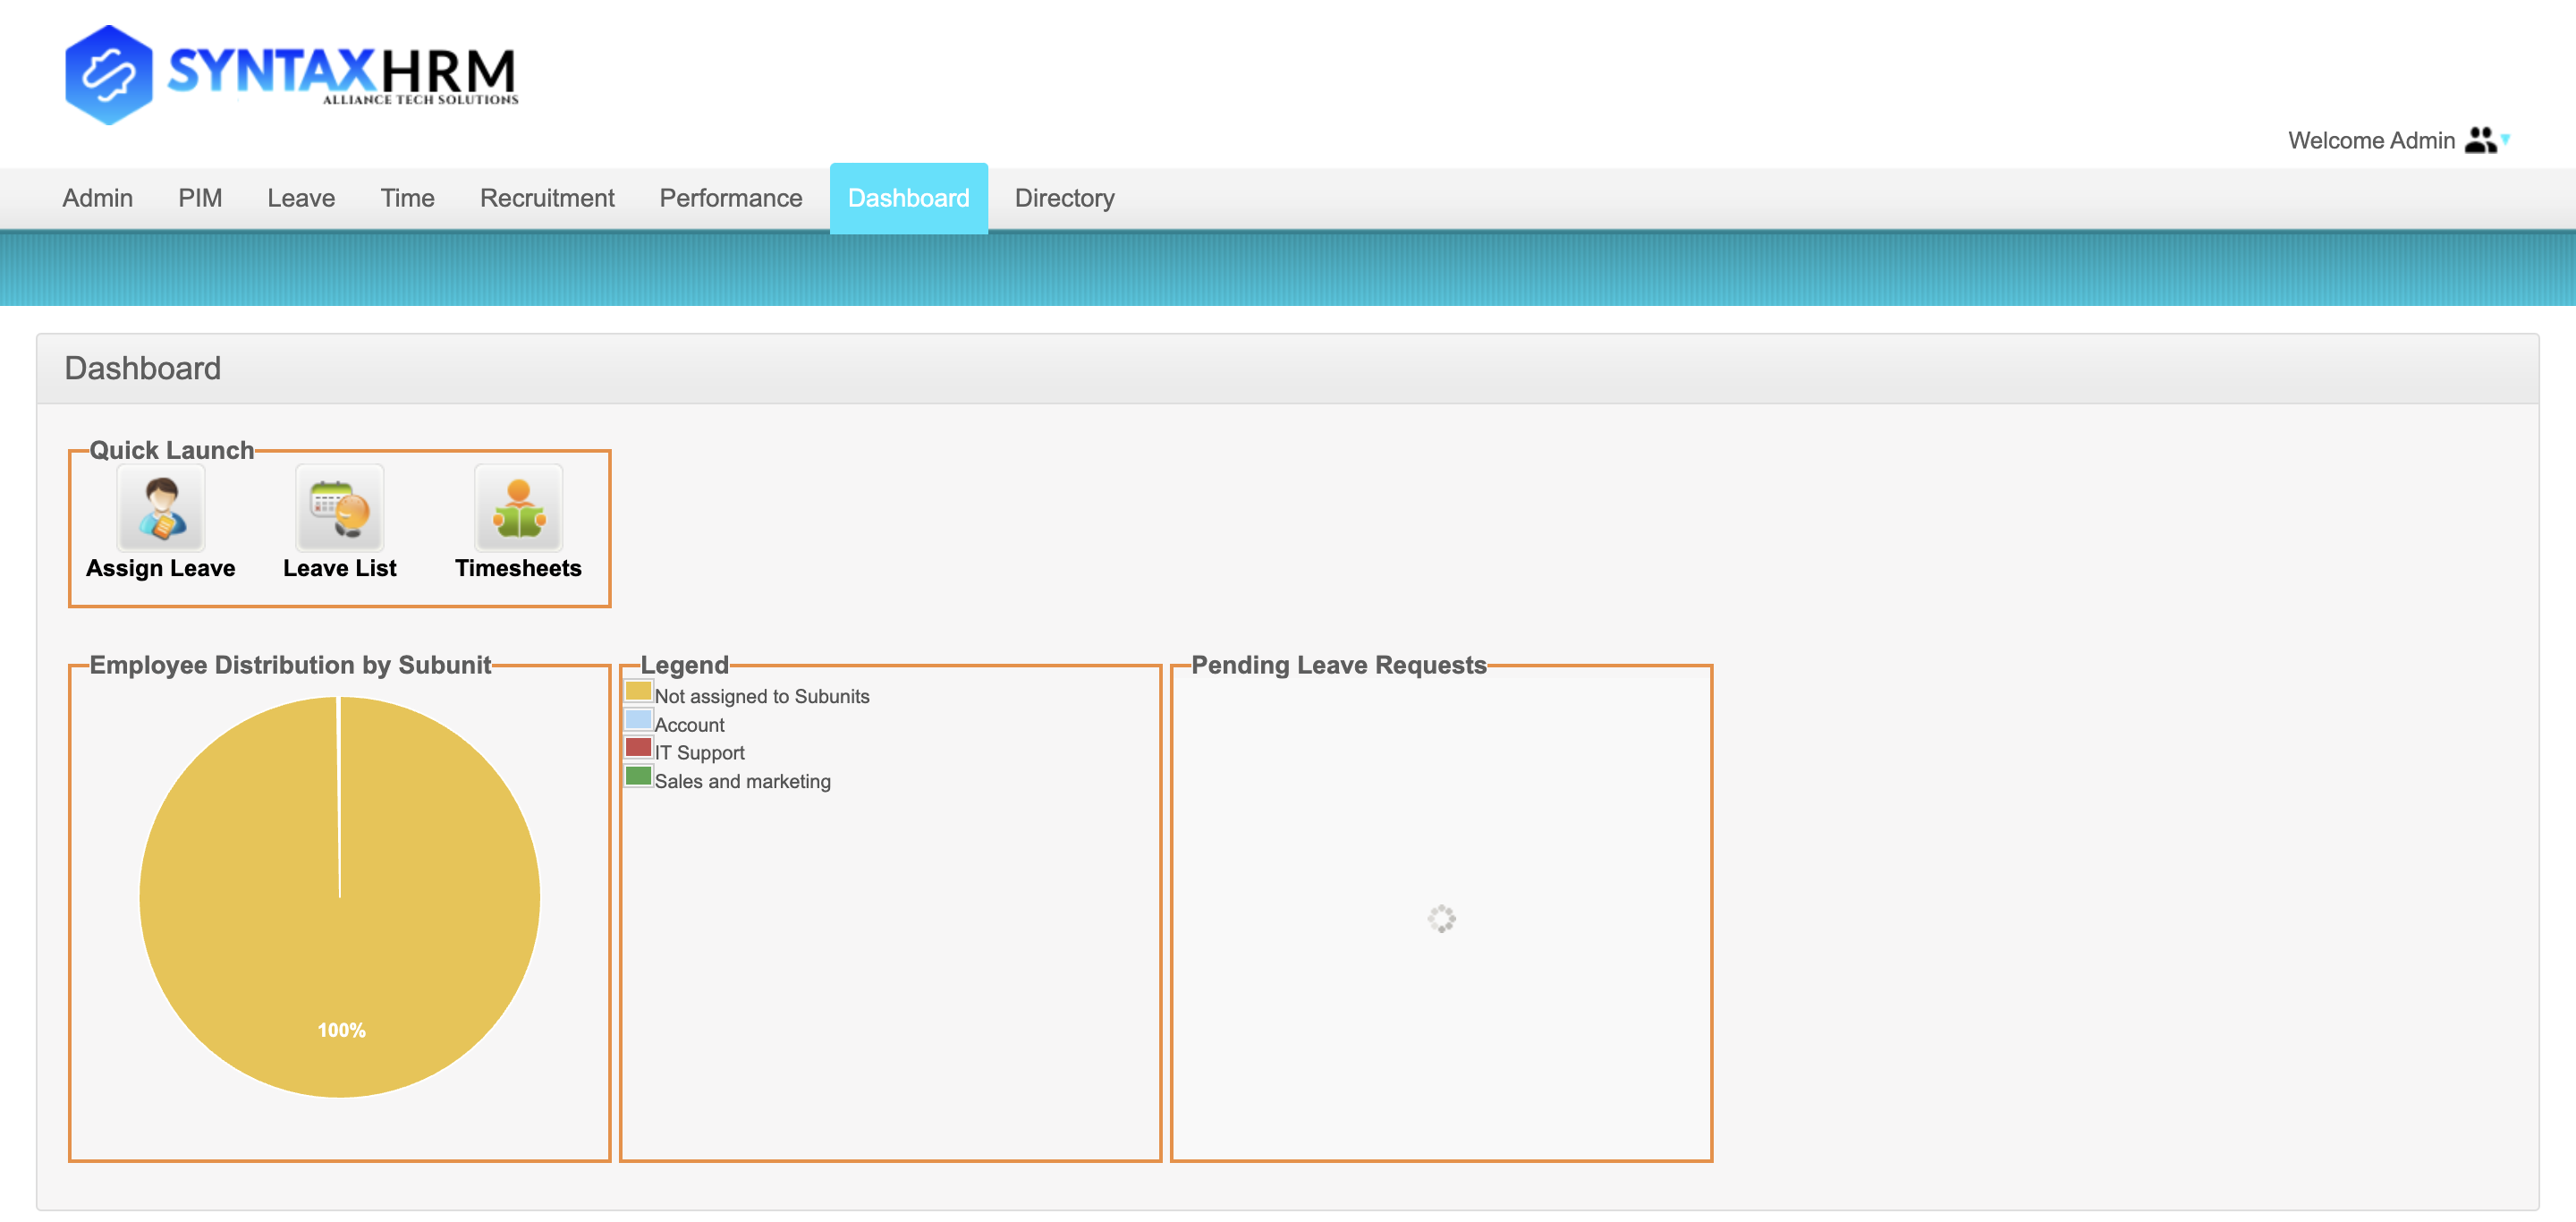 SYNTAXHRM
ALLIANCE TECH SOLUTIONS
Welcome Admin
Admin PIM Leave Time Recruitment Performance Dashboard Directory
Dashboard
Quick Launch
Assign Leave Leave List Timesheets
Employee Distribution by Subunit
100%
Legend
Not assigned to Subunits
Account
IT Support
Sales and marketing
Pending Leave Requests